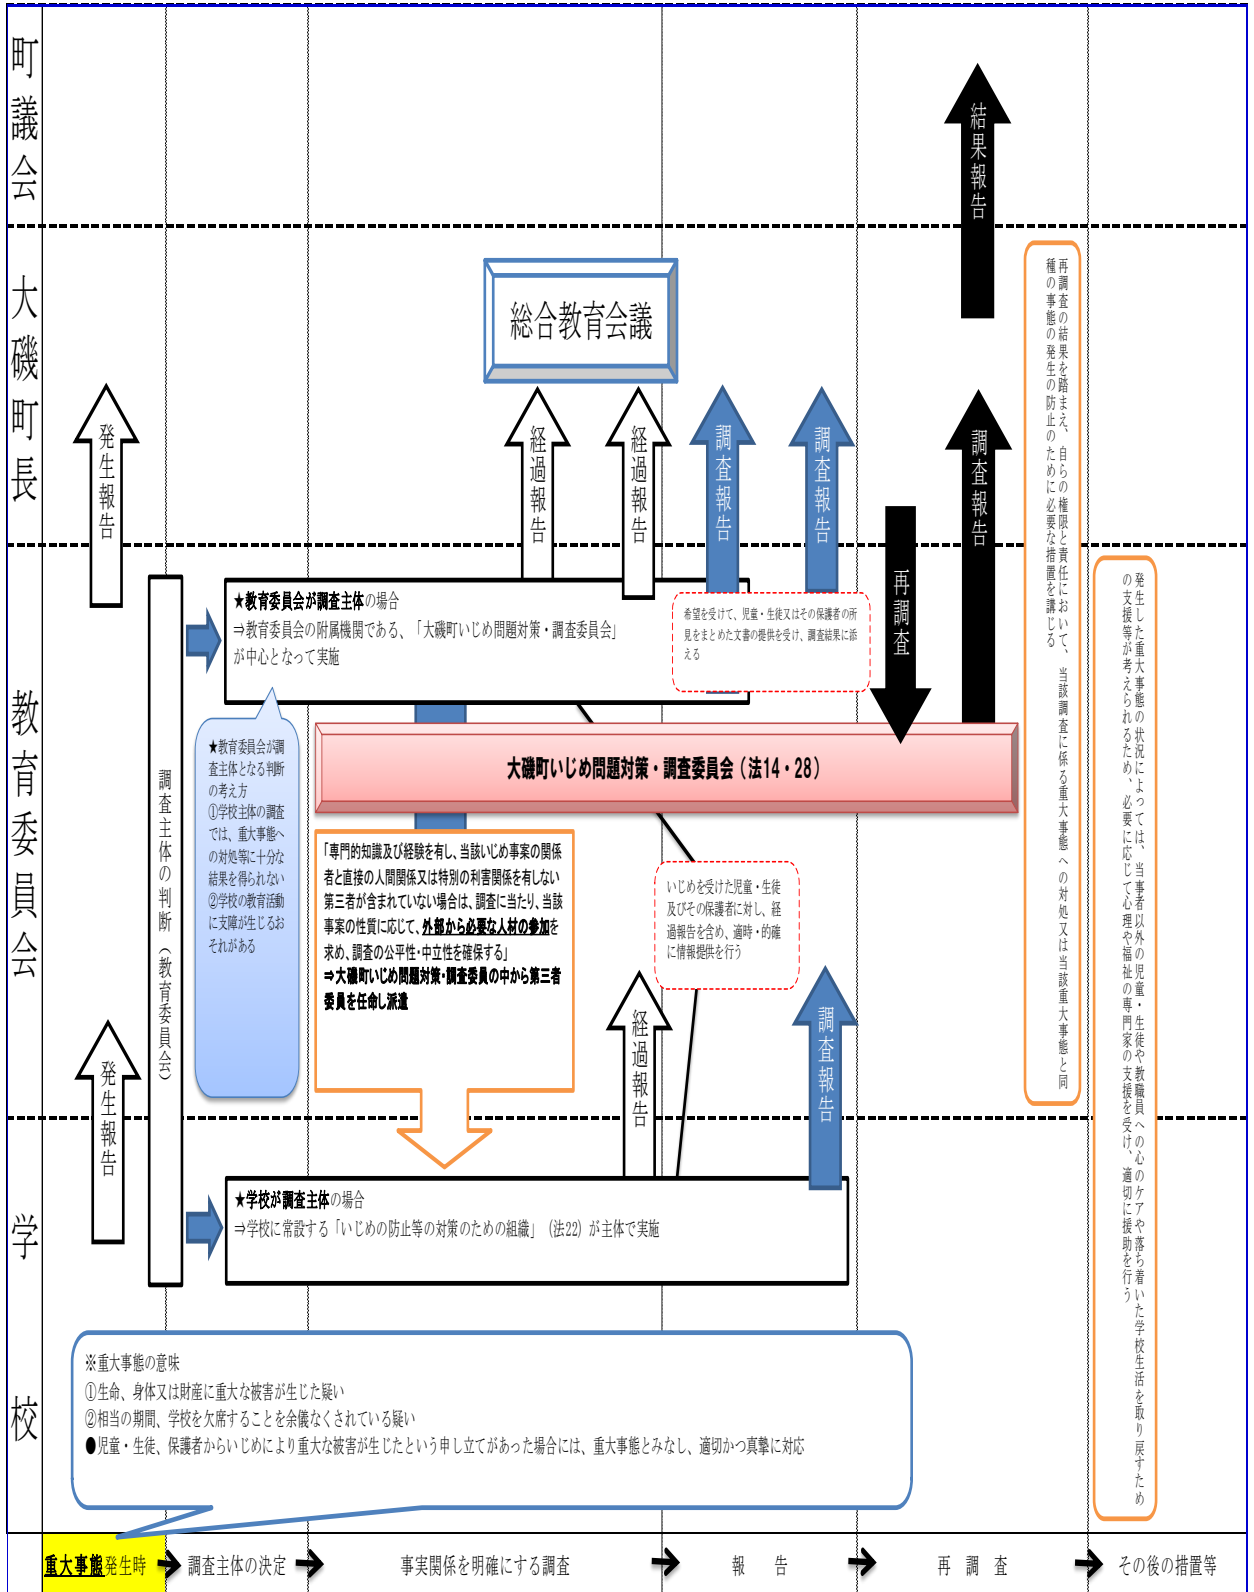 町議会
結果報告
大磯町長
総合教育会議
発生報告
経過報告
経過報告
調査報告
調査報告
再調査
調査報告
再調査の結果を踏まえ、自らの権限と責任において、当該調査に係る重大事態への対処又は当該重大事態と同
種の事態の発生の防止のために必要な措置を講じる
教育委員会
調査主体の判断（教育委員会）
★教育委員会が調査主体の場合
⇒教育委員会の附属機関である、「大磯町いじめ問題対策・調査委員会」
が中心となって実施
希望を受けて、児童・生徒又はその保護者の所
見をまとめた文書の提供を受け、調査結果に添
える
★教育委員会が調
査主体となる判断
の考え方
①学校主体の調査
では、重大事態へ
の対処等に十分な
結果を得られない
②学校の教育活動
に支障が生じるお
それがある
大磯町いじめ問題対策・調査委員会（法14・28）
「専門的知識及び経験を有し、当該いじめ事案の関係
者と直接の人間関係又は特別の利害関係を有しない
第三者が含まれていない場合は、調査に当たり、当該
事案の性質に応じて、外部から必要な人材の参加を
求め、調査の公平性・中立性を確保する」
⇒大磯町いじめ問題対策・調査委員の中から第三者
委員を任命し派遣
いじめを受けた児童・生徒
及びその保護者に対し、経
過報告を含め、適時・的確
に情報提供を行う
発生報告
経過報告
調査報告
発生した重大事態の状況によっては、当事者以外の児童・生徒や教職員への心のケアや落ち着いた学校生活を取り戻すため
の支援等が考えられるため、必要に応じて心理や福祉の専門家の支援を受け、適切に援助を行う
学校
★学校が調査主体の場合
⇒学校に常設する「いじめの防止等の対策のための組織」（法22）が主体で実施
※重大事態の意味
①生命、身体又は財産に重大な被害が生じた疑い
②相当の期間、学校を欠席することを余儀なくされている疑い
●児童・生徒、保護者からいじめにより重大な被害が生じたという申し立てがあった場合には、重大事態とみなし、適切かつ真摯に対応
重大事態発生時
調査主体の決定
事実関係を明確にする調査
報　告
再 調 査
その後の措置等